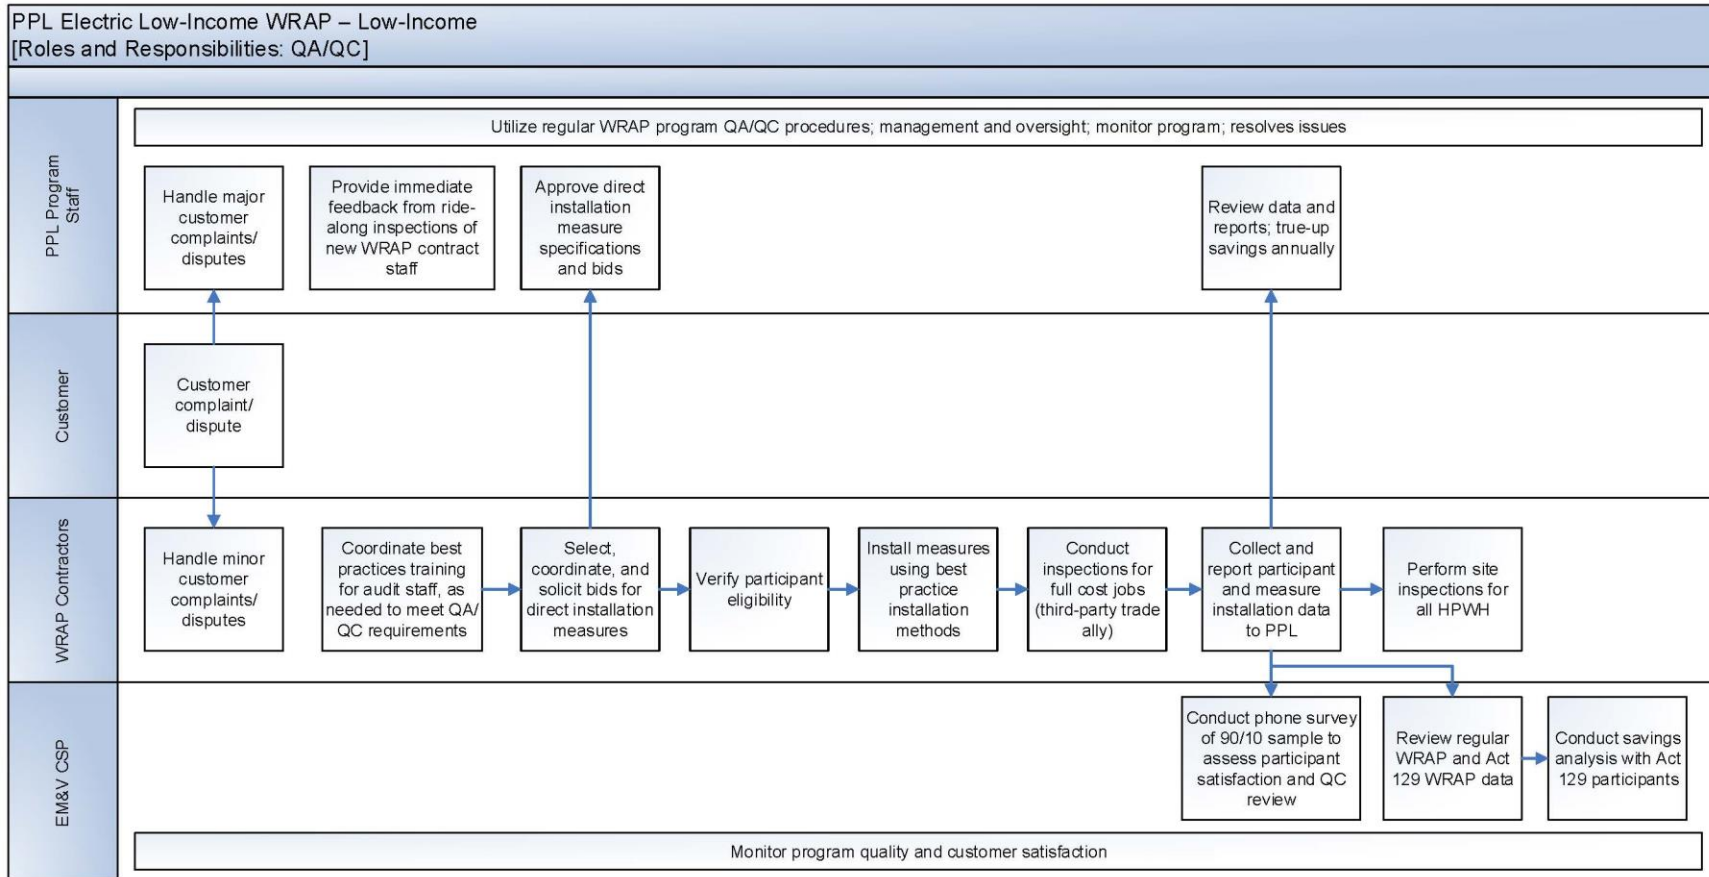 PPL Electric Low-Income WRAP – Low-Income
[Roles and Responsibilities: QA/QC]
PPL Program
Staff
Utilize regular WRAP program QA/QC procedures; management and oversight; monitor program; resolves issues
Handle major
customer
complaints/
disputes
Provide immediate
feedback from ride-
along inspections of
new WRAP contract
staff
Approve direct
installation
measure
specifications
and bids
Review data and
reports; true-up
savings annually
Customer
Customer
complaint/
dispute
WRAP Contractors
Handle minor
customer
complaints/
disputes
Coordinate best
practices training
for audit staff, as
needed to meet QA/
QC requirements
Select,
coordinate, and
solicit bids for
direct installation
measures
Verify participant
eligibility
Install measures
using best
practice
installation
methods
Conduct
inspections for
full cost jobs
(third-party trade
ally)
Collect and
report participant
and measure
installation data
to PPL
Perform site
inspections for
all HPWH
EM&V CSP
Conduct phone survey
of 90/10 sample to
assess participant
satisfaction and QC
review
Review regular
WRAP and Act
129 WRAP data
Conduct savings
analysis with Act
129 participants
Monitor program quality and customer satisfaction